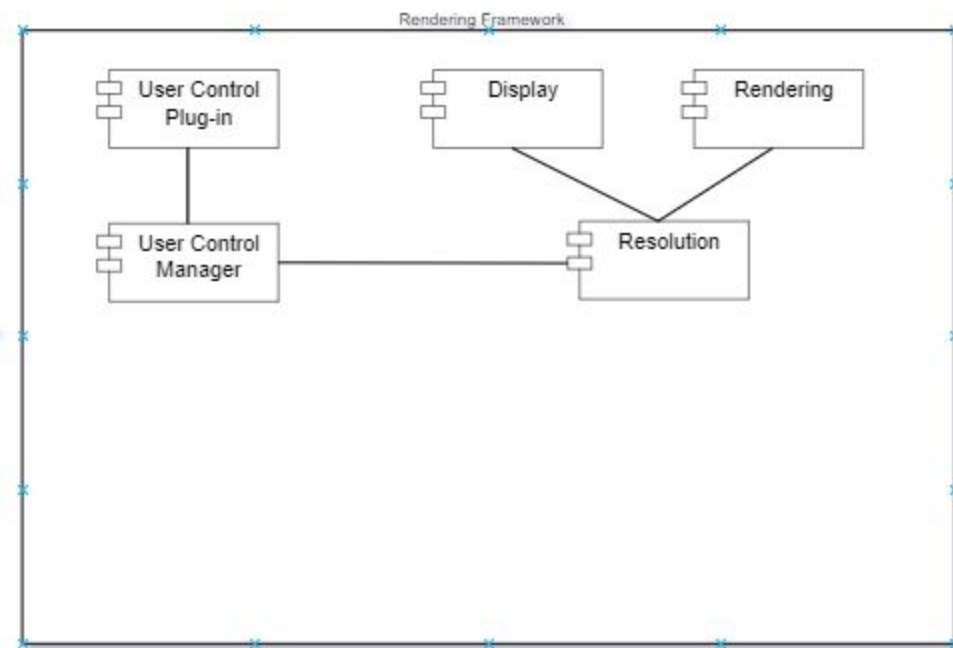 Rendering Framework
User Control
Plug-in
Display
Rendering
User Control
Manager
Resolution